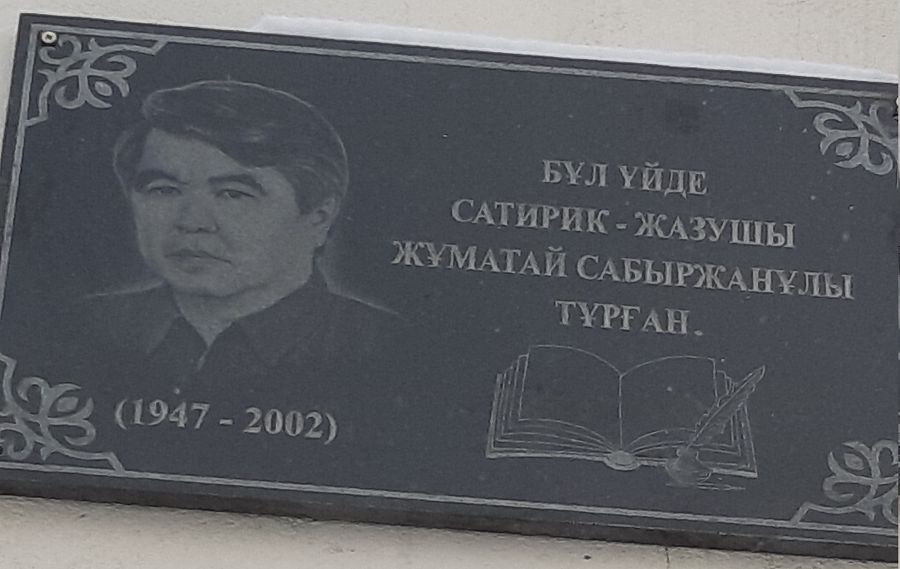 БҰЛ ҮЙДЕ
САТИРИК - ЖАЗУШЫ
ЖҰМАТАЙ САБЫРЖАНҰЛЫ
ТҰРҒАН.
(1947 - 2002)